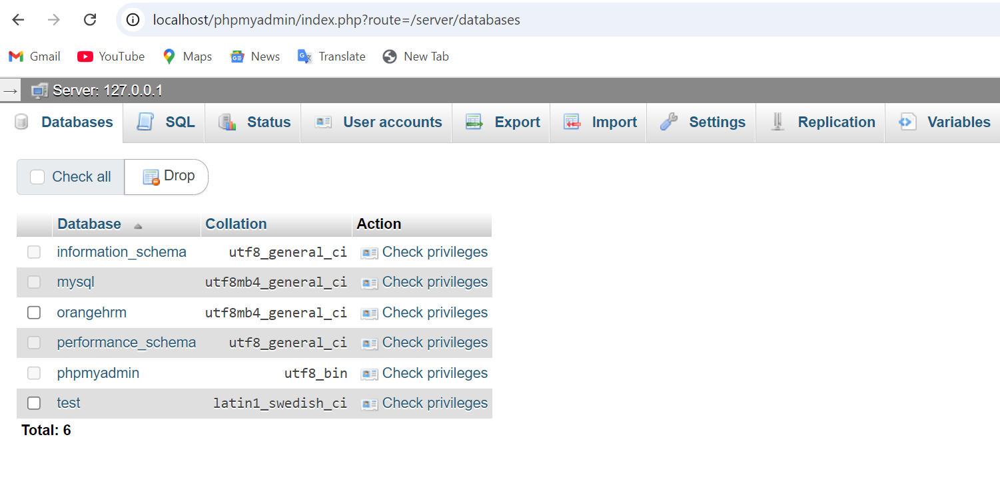 localhost/phpmyadmin/index.php?route=/server/databases
Gmail YouTube Maps News Translate New Tab
→ Server: 127.0.0.1
Databases SQL Status User accounts Export Import Settings Replication Variables
Check all Drop
Database Collation Action
information_schema utf8_general_ci Check privileges
mysql utf8mb4_general_ci Check privileges
orangehrm utf8mb4_general_ci Check privileges
performance_schema utf8_general_ci Check privileges
phpmyadmin utf8_bin Check privileges
test latin1_swedish_ci Check privileges
Total: 6